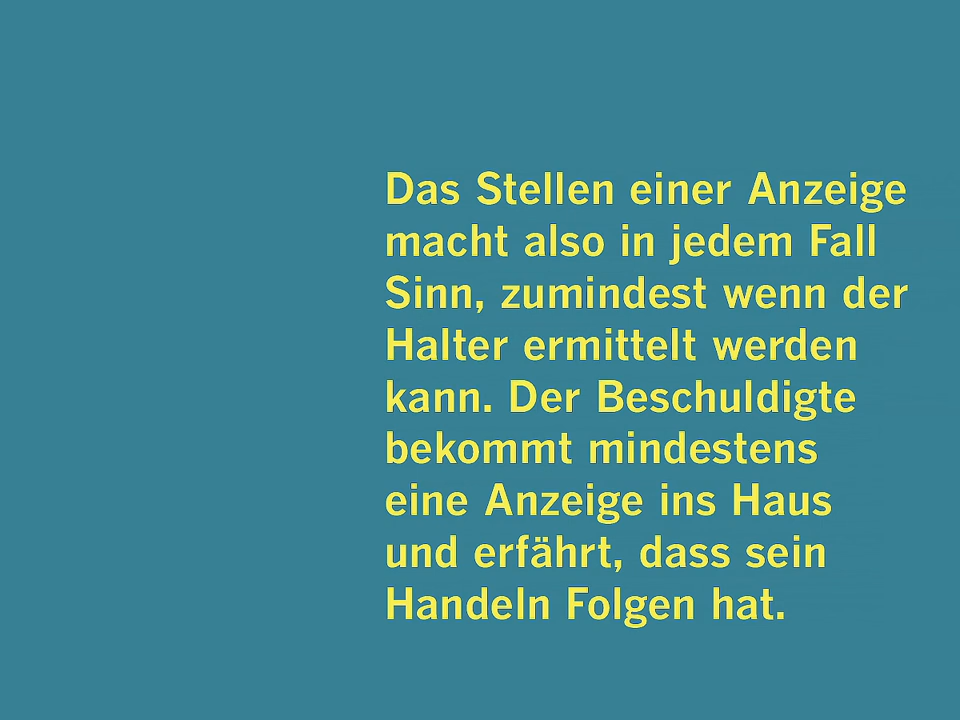 Das Stellen einer Anzeige
macht also in jedem Fall
Sinn, zumindest wenn der
Halter ermittelt werden
kann. Der Beschuldigte
bekommt mindestens
eine Anzeige ins Haus
und erfährt, dass sein
Handeln Folgen hat.